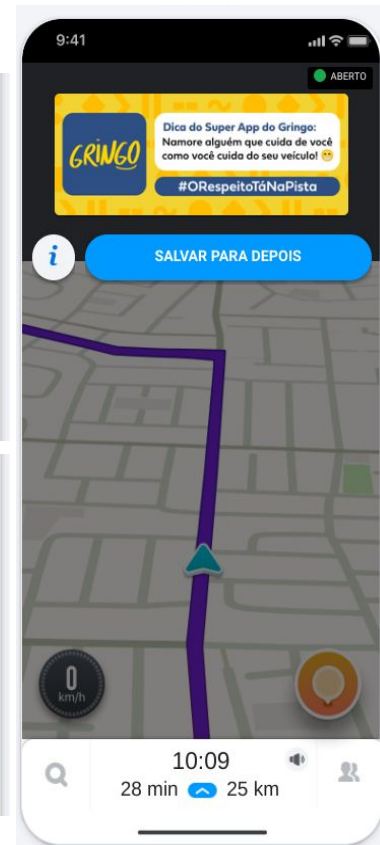 9:41
ABERTO
GRINGO
Dica do Super App do Gringo:
Namore alguém que cuida de você
como você cuida do seu veículo! 😁
#ORespeitoTáNaPista
i
SALVAR PARA DEPOIS
0
km/h
10:09
28 min 25 km